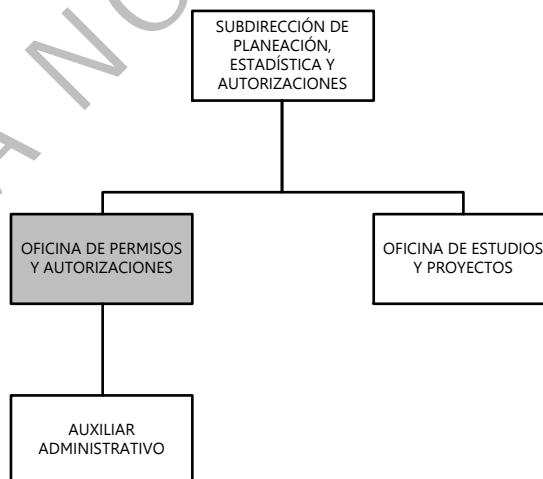 SUBDIRECCIÓN DE
PLANEACIÓN,
ESTADÍSTICA Y
AUTORIZACIONES
OFICINA DE PERMISOS
Y AUTORIZACIONES
OFICINA DE ESTUDIOS
Y PROYECTOS
AUXILIAR
ADMINISTRATIVO